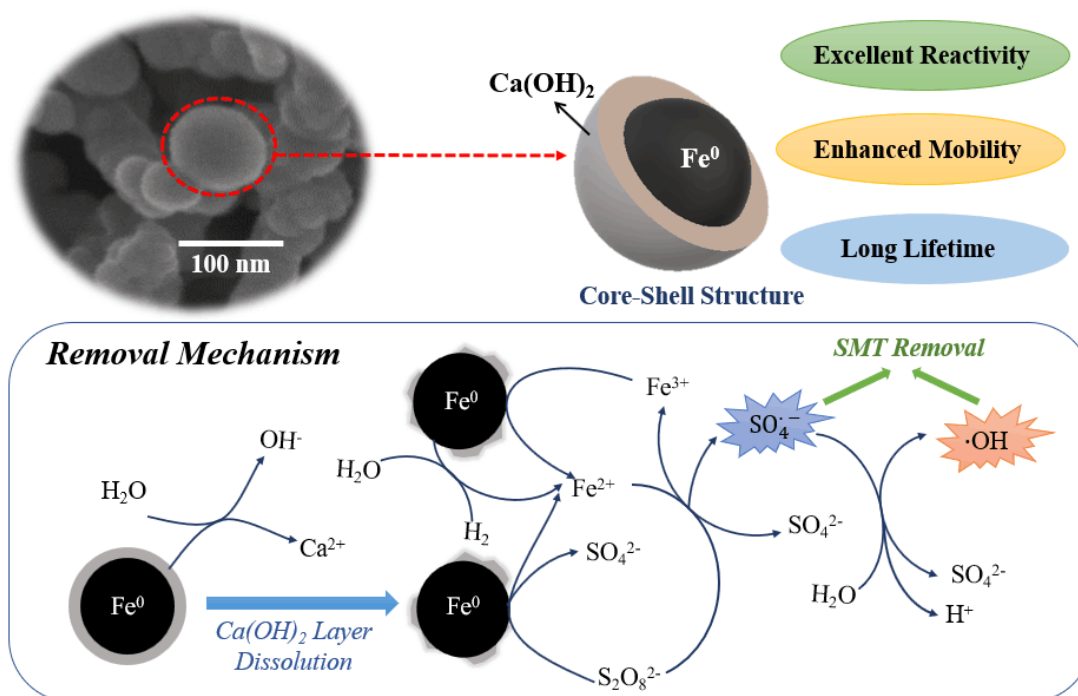 Excellent Reactivity
Ca(OH)₂
Fe⁰
Enhanced Mobility
Long Lifetime
100 nm
Core-Shell Structure
Removal Mechanism
SMT Removal
Fe⁰
Fe³⁺
SO₄·⁻
·OH
OH⁻
H₂O
H₂O
Fe²⁺
H₂
SO₄²⁻
Ca²⁺
SO₄²⁻
H₂O
SO₄²⁻
H⁺
Fe⁰
Fe⁰
Ca(OH)₂ Layer
Dissolution
S₂O₈²⁻